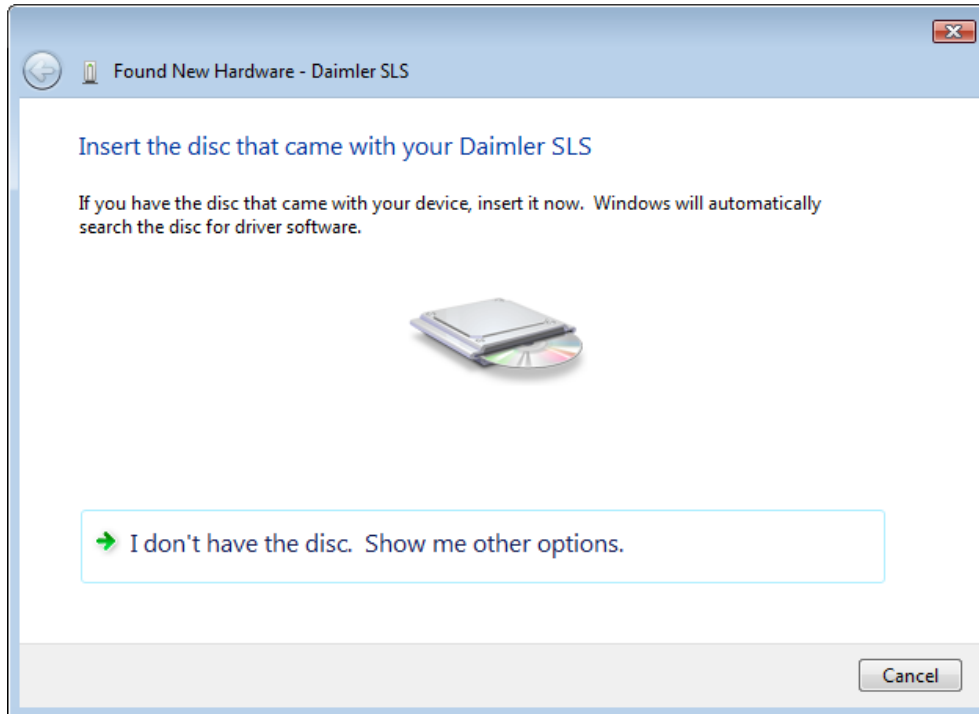 Found New Hardware - Daimler SLS
Insert the disc that came with your Daimler SLS
If you have the disc that came with your device, insert it now.  Windows will automatically
search the disc for driver software.
I don't have the disc.  Show me other options.
Cancel